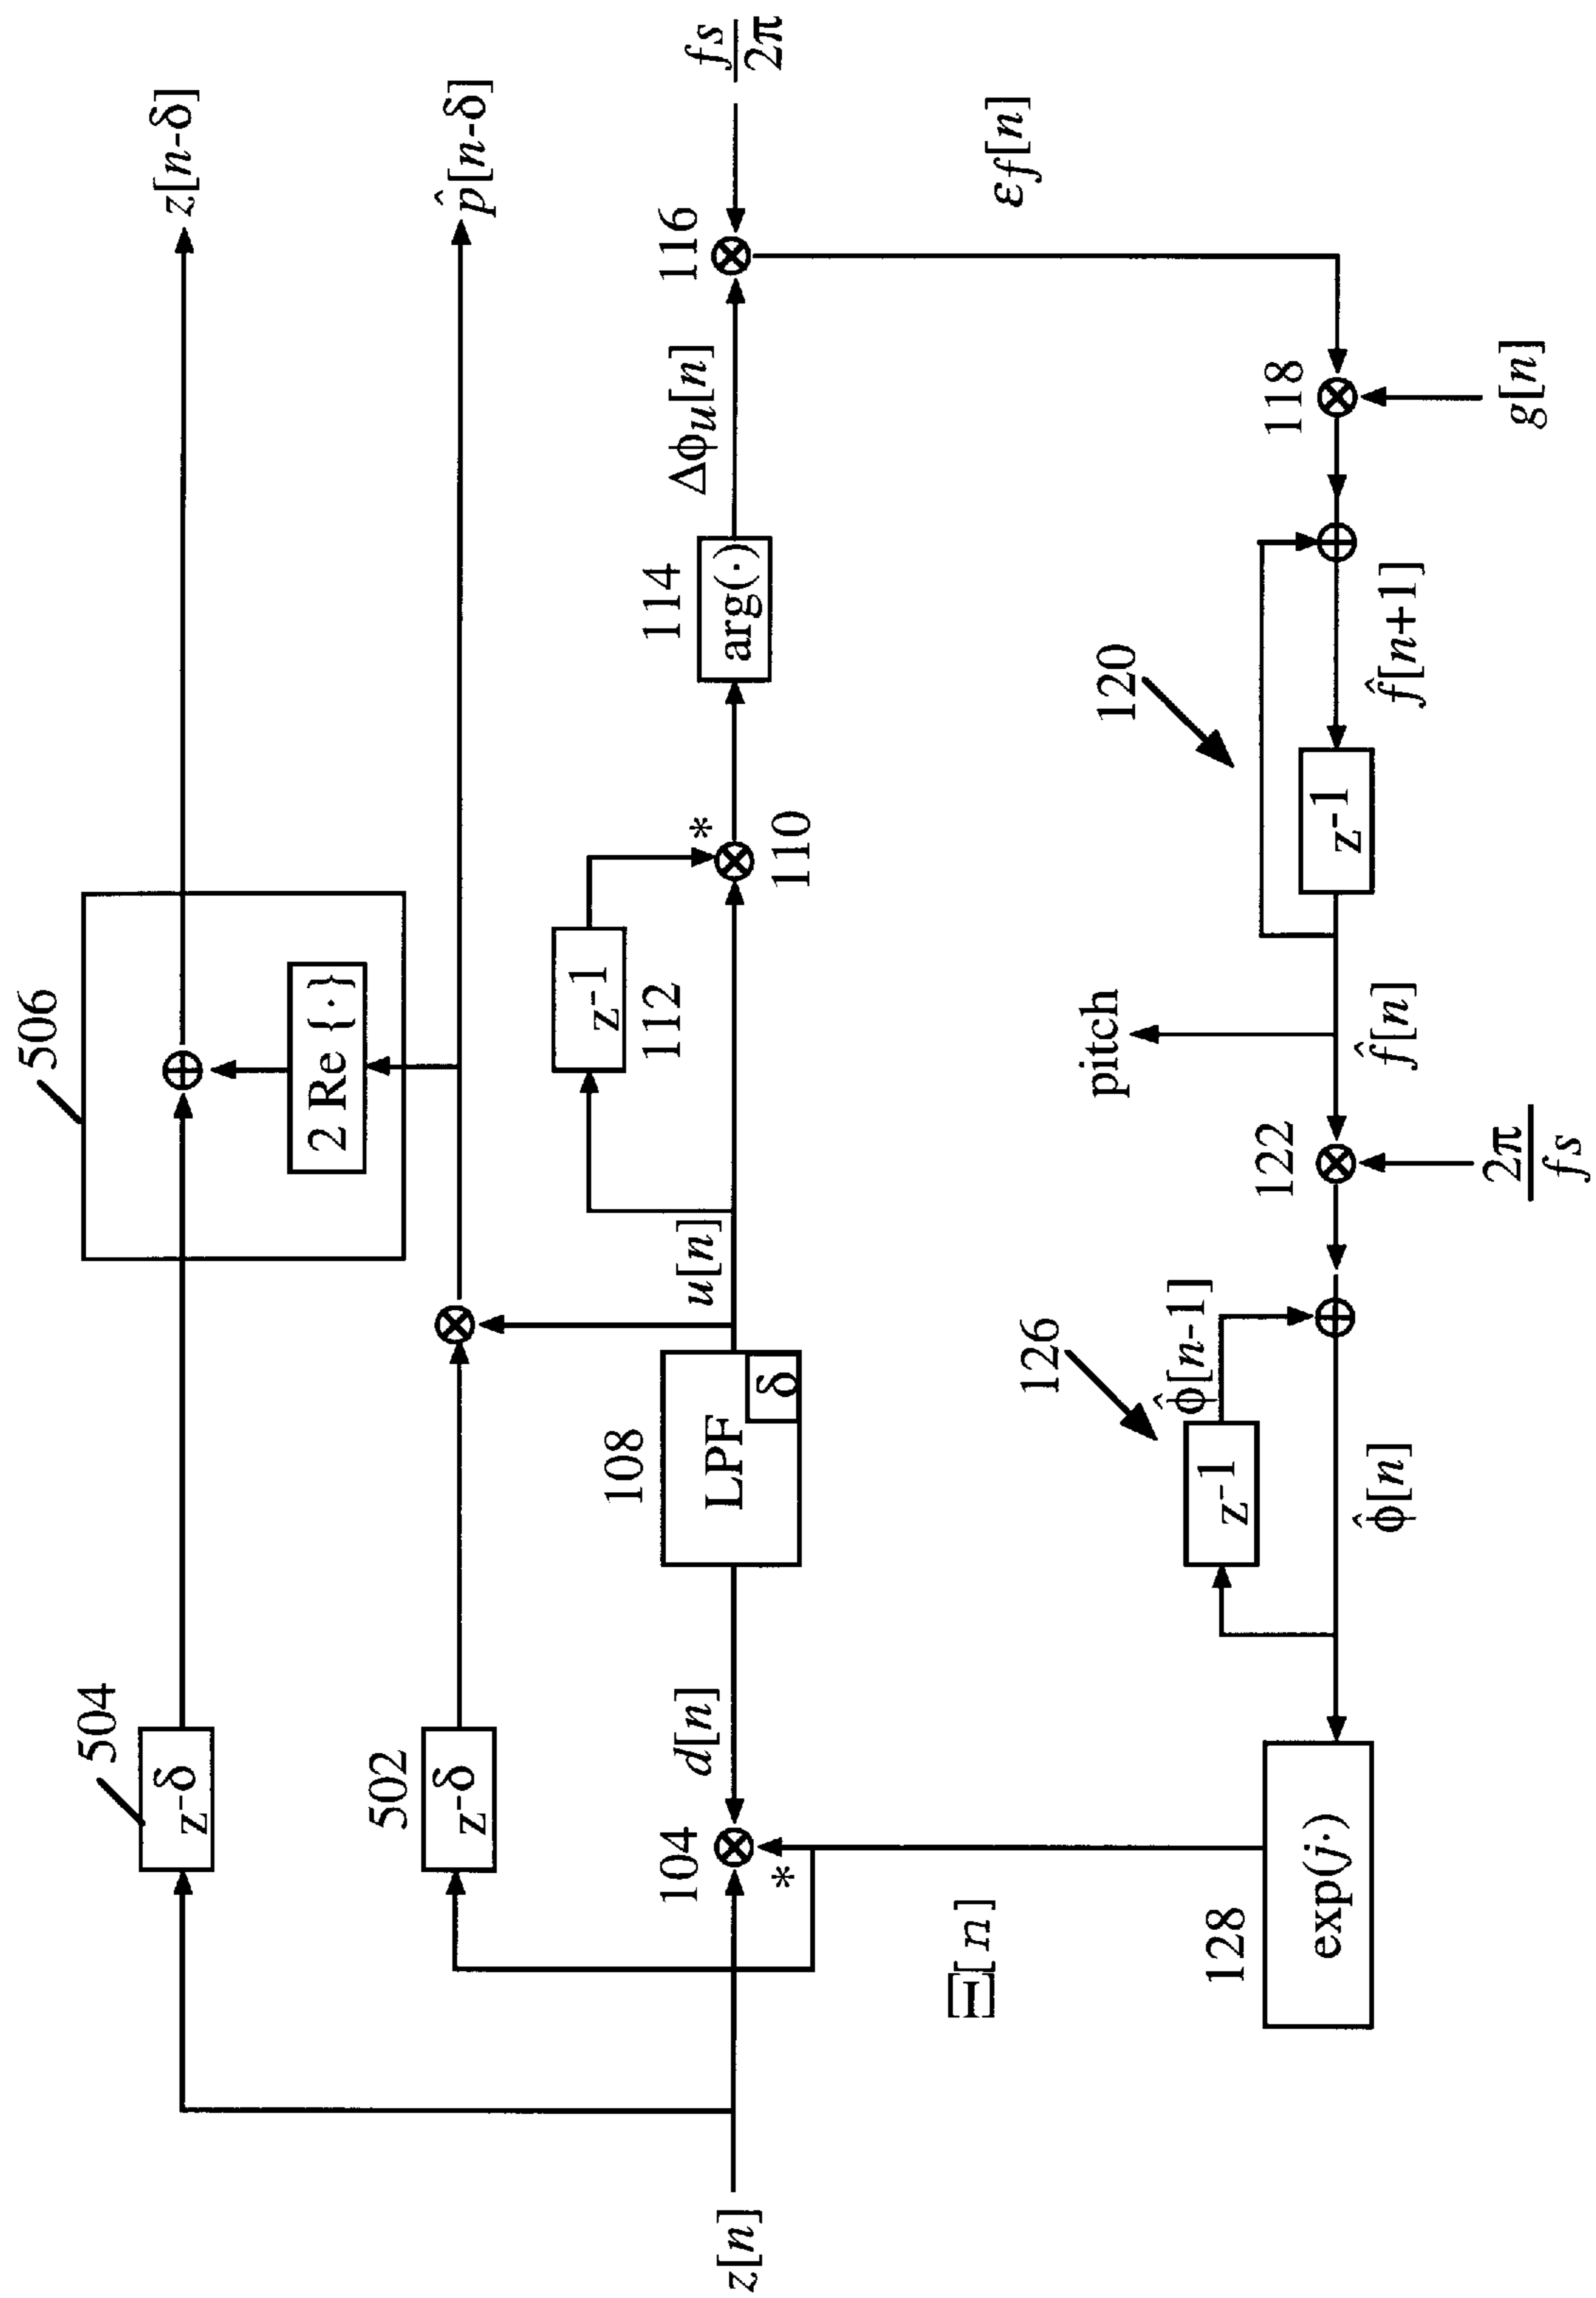 506
504
z⁻δ
2 Re {·}
z[n-δ]
502
z⁻δ
p̂[n-δ]
z[n]
104
*
d[n]
108
LPF
δ
u[n]
z⁻¹
112
*
110
114
arg(·)
Δϕu[n]
116
fs
2π
Ξ[n]
εf[n]
128
exp(j·)
126
z⁻¹
ϕ̂[n-1]
ϕ̂[n]
122
2π
fs
pitch
f̂[n]
120
z⁻¹
f̂[n+1]
118
g[n]